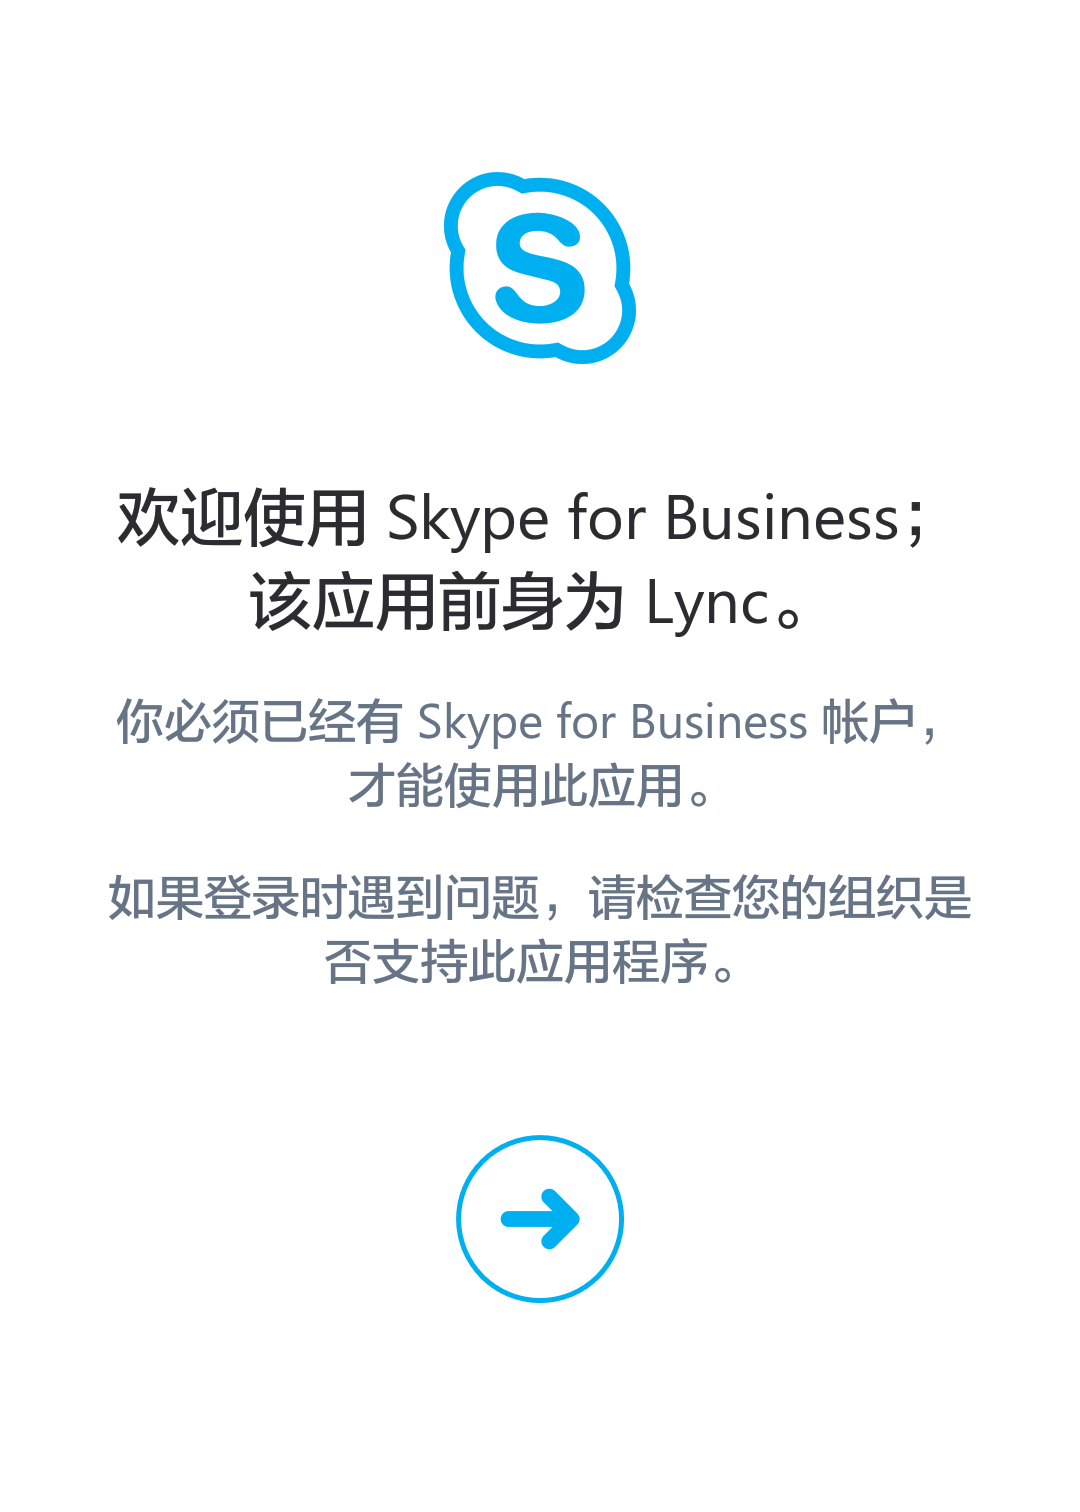 欢迎使用 Skype for Business；
该应用前身为 Lync。
你必须已经有 Skype for Business 帐户，
才能使用此应用。
如果登录时遇到问题，请检查您的组织是
否支持此应用程序。